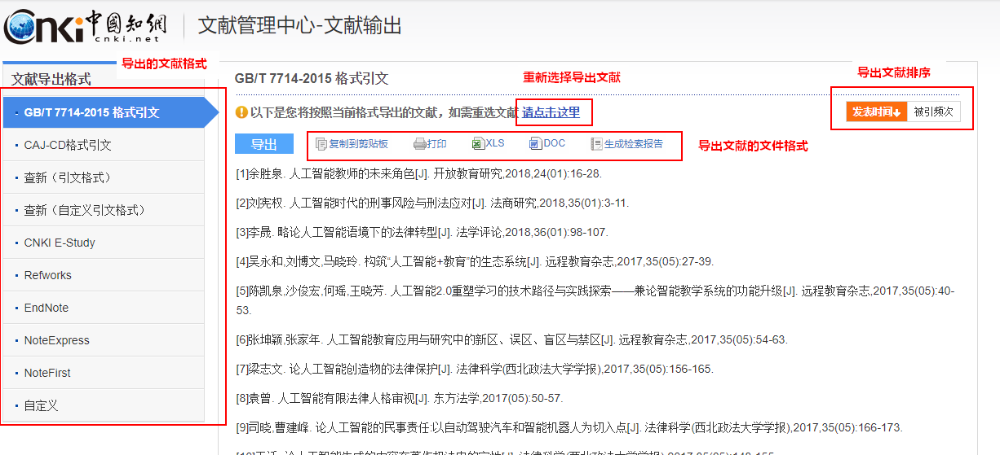 Cnki中國知網
cnki.net
文献管理中心-文献输出
导出的文献格式
文献导出格式
GB/T 7714-2015 格式引文
CAJ-CD格式引文
查新（引文格式）
查新（自定义引文格式）
CNKI E-Study
Refworks
EndNote
NoteExpress
NoteFirst
自定义
GB/T 7714-2015 格式引文
重新选择导出文献
导出文献排序
以下是您将按照当前格式导出的文献，如需重选文献 请点击这里
发表时间 被引频次
导出 复制到剪贴板 打印 XLS DOC 生成检索报告
导出文献的文件格式
[1]余胜泉. 人工智能教师的未来角色[J]. 开放教育研究,2018,24(01):16-28.
[2]刘宪权. 人工智能时代的刑事风险与刑法应对[J]. 法商研究,2018,35(01):3-11.
[3]李晟. 略论人工智能语境下的法律转型[J]. 法学评论,2018,36(01):98-107.
[4]吴永和,刘博文,马晓玲. 构筑“人工智能+教育”的生态系统[J]. 远程教育杂志,2017,35(05):27-39.
[5]陈凯泉,沙俊宏,何瑶,王晓芳. 人工智能2.0重塑学习的技术路径与实践探索——兼论智能教学系统的功能升级[J]. 远程教育杂志,2017,35(05):40-
53.
[6]张坤颖,张家年. 人工智能教育应用与研究中的新区、误区、盲区与禁区[J]. 远程教育杂志,2017,35(05):54-63.
[7]梁志文. 论人工智能创造物的法律保护[J]. 法律科学(西北政法大学学报),2017,35(05):156-165.
[8]袁曾. 人工智能有限法律人格审视[J]. 东方法学,2017(05):50-57.
[9]司晓,曹建峰. 论人工智能的民事责任:以自动驾驶汽车和智能机器人为切入点[J]. 法律科学(西北政法大学学报),2017,35(05):166-173.